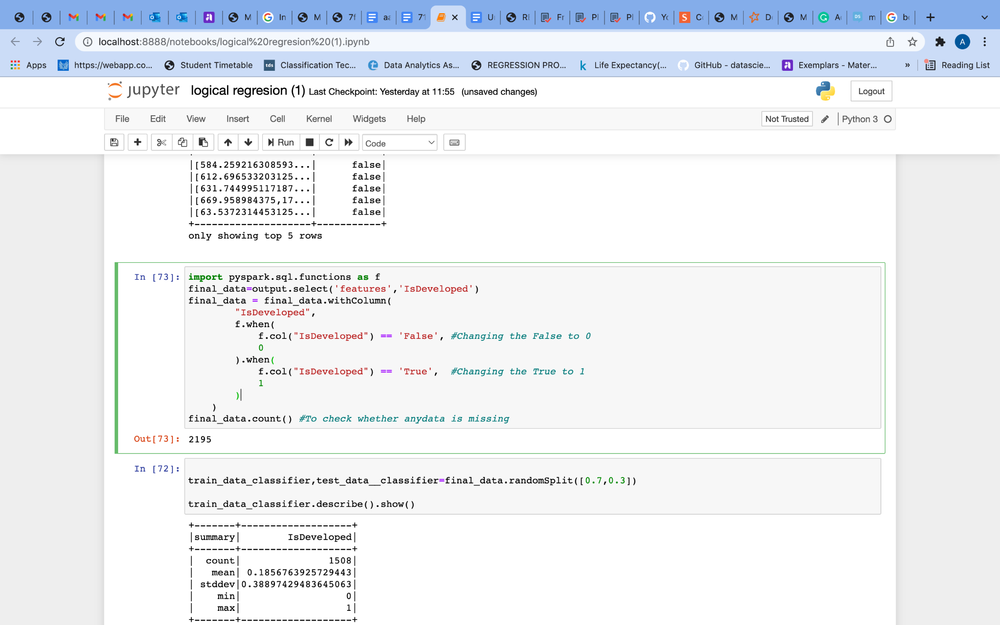 M
In
M
7f
71
U
Fr
Pl
Pl
Yo
M
D
M
A
m
localhost:8888/notebooks/logical%20regresion%20(1).ipynb
A
Apps
https://webapp.co...
Student Timetable
tds
Classification Tec...
Data Analytics As...
REGRESSION PRO...
k
Life Expectancy(...
GitHub - datascie...
Exemplars - Mater...
»
Reading List
jupyter
logical regresion (1) Last Checkpoint: Yesterday at 11:55 (unsaved changes)
Logout
File Edit View Insert Cell Kernel Widgets Help
Not Trusted
Python 3
Run
Code
|[584.259216308593...|      false|
|[612.696533203125...|      false|
|[631.744995117187...|      false|
|[669.958984375,17...|      false|
|[63.5372314453125...|      false|
+--------------------+-----------+
only showing top 5 rows
In [73]:
import pyspark.sql.functions as f
final_data=output.select('features','IsDeveloped')
final_data = final_data.withColumn(
        "IsDeveloped",
        f.when(
            f.col("IsDeveloped") == 'False', #Changing the False to 0
            0
        ).when(
            f.col("IsDeveloped") == 'True',  #Changing the True to 1
            1
        )
    )
final_data.count() #To check whether anydata is missing
Out[73]: 2195
In [72]:
train_data_classifier,test_data__classifier=final_data.randomSplit([0.7,0.3])
train_data_classifier.describe().show()
+-------+-------------------+
|summary|        IsDeveloped|
+-------+-------------------+
|  count|               1508|
|   mean| 0.1856763925729443|
| stddev|0.38897429483645063|
|    min|                  0|
|    max|                  1|
+-------+-------------------+